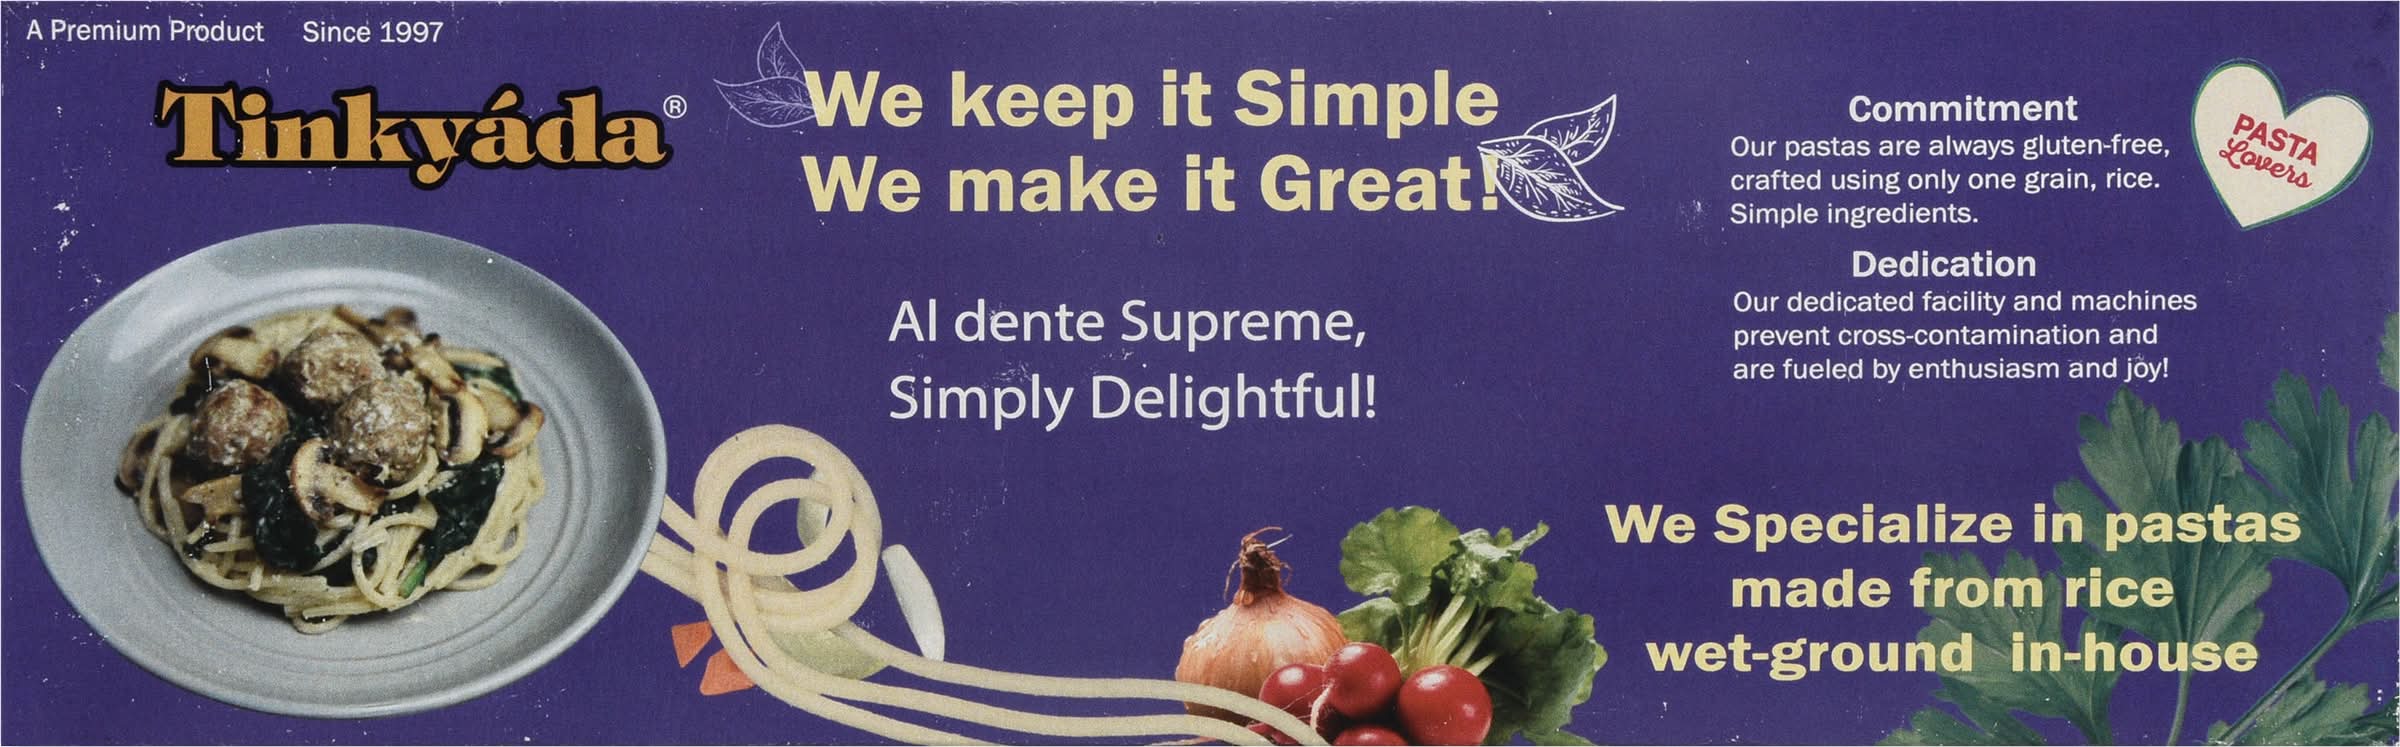 A Premium Product Since 1997
Tinkyáda®
We keep it Simple
We make it Great!
Al dente Supreme,
Simply Delightful!
Commitment
Our pastas are always gluten-free,
crafted using only one grain, rice.
Simple ingredients.
PASTA
Lovers
Dedication
Our dedicated facility and machines
prevent cross-contamination and
are fueled by enthusiasm and joy!
We Specialize in pastas
made from rice
wet-ground in-house